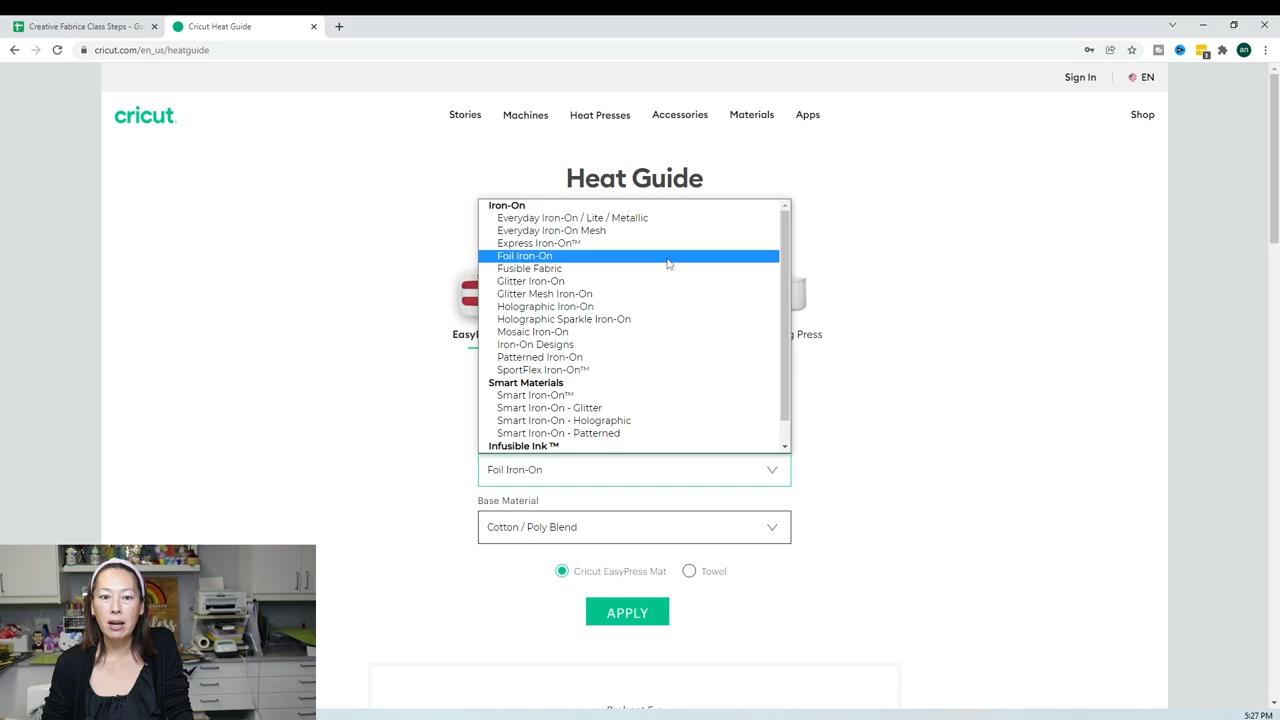 Creative Fabrica Class Steps - Go
Cricut Heat Guide
cricut.com/en_us/heatguide
an
Sign In
EN
cricut
Stories
Machines
Heat Presses
Accessories
Materials
Apps
Shop
Heat Guide
Iron-On
Everyday Iron-On / Lite / Metallic
Everyday Iron-On Mesh
Express Iron-On™
Foil Iron-On
Fusible Fabric
Glitter Iron-On
Glitter Mesh Iron-On
Holographic Iron-On
Holographic Sparkle Iron-On
Mosaic Iron-On
Iron-On Designs
Patterned Iron-On
SportFlex Iron-On™
Smart Materials
Smart Iron-On™
Smart Iron-On - Glitter
Smart Iron-On - Holographic
Smart Iron-On - Patterned
Infusible Ink ™
Press
Foil Iron-On
Base Material
Cotton / Poly Blend
Cricut EasyPress Mat
Towel
APPLY
5:27 PM